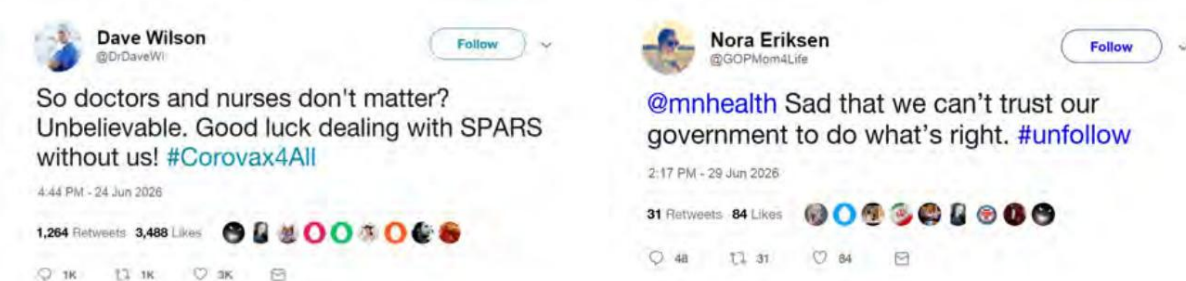 Dave Wilson
@DrDaveWi
Follow
So doctors and nurses don't matter?
Unbelievable. Good luck dealing with SPARS
without us! #Corovax4All
4:44 PM - 24 Jun 2026
1,264 Retweets 3,488 Likes
1K 1K 3K
Nora Eriksen
@GOPMom4Life
Follow
@mnhealth Sad that we can't trust our
government to do what's right. #unfollow
2:17 PM - 29 Jun 2026
31 Retweets 84 Likes
48 31 84